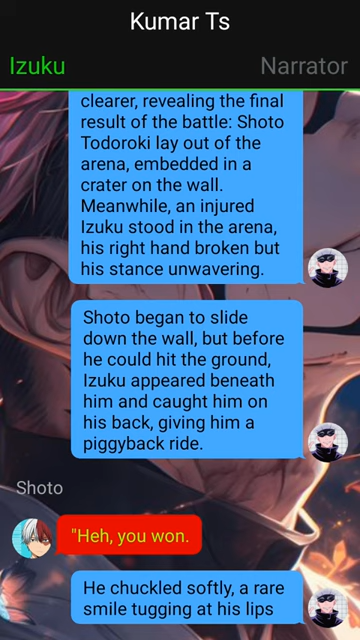 Kumar Ts
Izuku
Narrator
clearer, revealing the final
result of the battle: Shoto
Todoroki lay out of the
arena, embedded in a
crater on the wall.
Meanwhile, an injured
Izuku stood in the arena,
his right hand broken but
his stance unwavering.
Shoto began to slide
down the wall, but before
he could hit the ground,
Izuku appeared beneath
him and caught him on
his back, giving him a
piggyback ride.
Shoto
"Heh, you won.
He chuckled softly, a rare
smile tugging at his lips